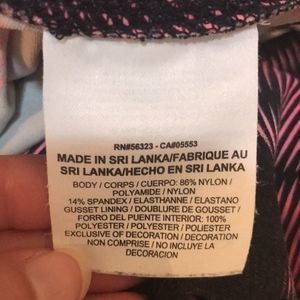 RN#56323 - CA#05553
MADE IN SRI LANKA/FABRIQUE AU
SRI LANKA/HECHO EN SRI LANKA
BODY / CORPS / CUERPO: 86% NYLON /
POLYAMIDE / NYLON
14% SPANDEX / ELASTHANNE / ELASTANO
GUSSET LINING / DOUBLURE DE GOUSSET /
FORRO DEL PUENTE INTERIOR: 100%
POLYESTER / POLYESTER / POLIESTER
EXCLUSIVE OF DECORATION / DECORATION
NON COMPRISE / NO INCLUYE LA
DECORACION